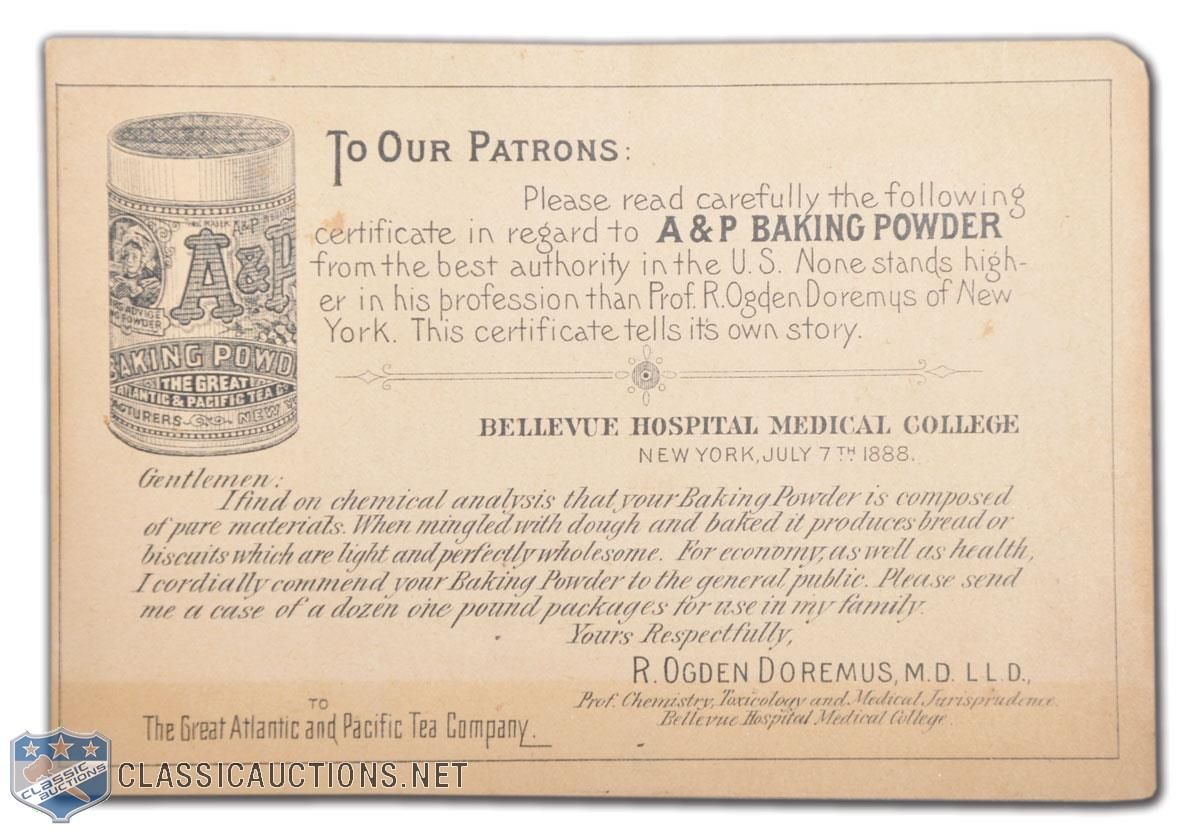 To Our Patrons:
Please read carefully the following
certificate in regard to A & P BAKING POWDER
from the best authority in the U.S. None stands high-
er in his profession than Prof. R. Ogden Doremus of New
York. This certificate tells it's own story.
A&P
BAKING POWD
THE GREAT
ATLANTIC & PACIFIC TEA Co
CTURERS NEW Y
BELLEVUE HOSPITAL MEDICAL COLLEGE
NEW YORK, JULY 7TH 1888.
Gentlemen:
I find on chemical analysis that your Baking Powder is composed
of pure materials. When mingled with dough and baked it produces bread or
biscuits which are light and perfectly wholesome. For economy, as well as health,
I cordially commend your Baking Powder to the general public. Please send
me a case of a dozen one pound packages for use in my family.
Yours Respectfully,
R. OGDEN DOREMUS, M.D. L L.D.,
Prof. Chemistry, Toxicology and Medical Jurisprudence.
Bellevue Hospital Medical College.
TO
The Great Atlantic and Pacific Tea Company.
CLASSIC AUCTIONS
CLASSICAUCTIONS.NET